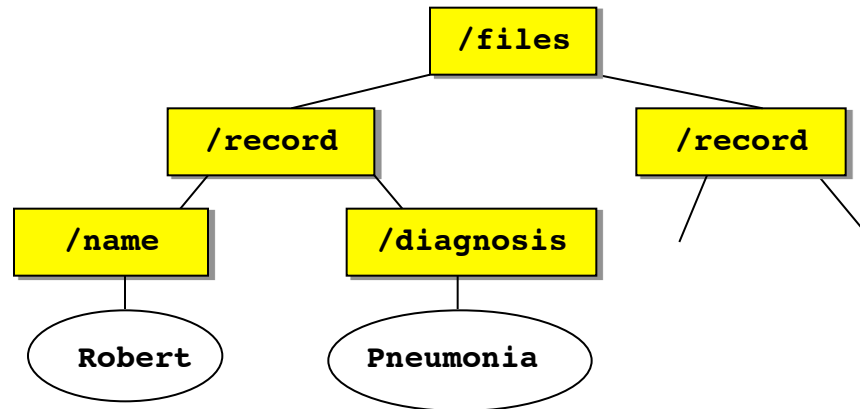 /files
/record
/record
/name
/diagnosis
Robert
Pneumonia